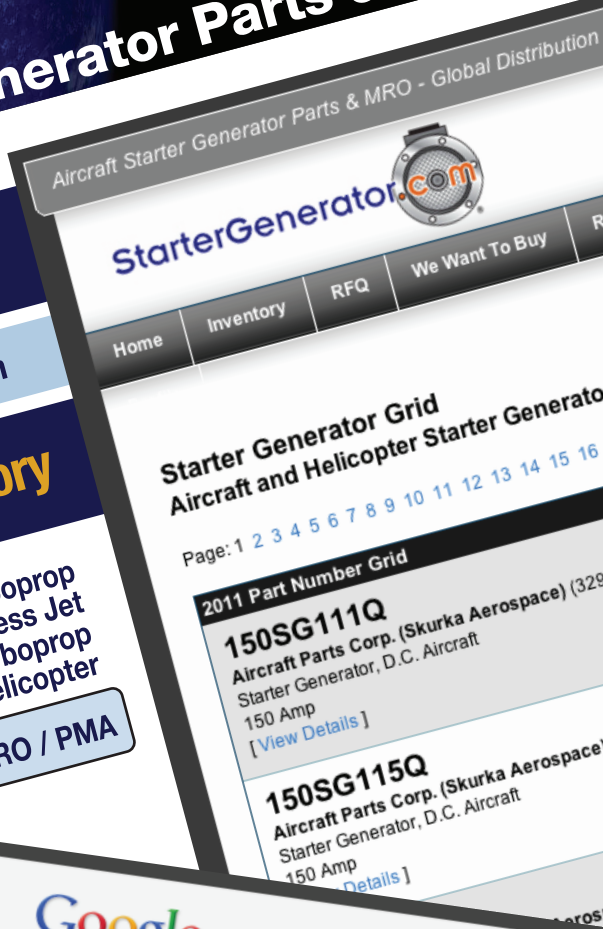 nerator Parts
Aircraft Starter Generator Parts & MRO - Global Distribution
StarterGenerator.com
Home Inventory RFQ We Want To Buy
Starter Generator Grid
Aircraft and Helicopter Starter Generato
Page: 1 2 3 4 5 6 7 8 9 10 11 12 13 14 15 16
2011 Part Number Grid
150SG111Q
Aircraft Parts Corp. (Skurka Aerospace) (329
Starter Generator, D.C. Aircraft
150 Amp
[ View Details ]
150SG115Q
Aircraft Parts Corp. (Skurka Aerospace)
Starter Generator, D.C. Aircraft
150 Amp
Details ]
ory
oprop
ess Jet
boprop
elicopter
RO / PMA
Google